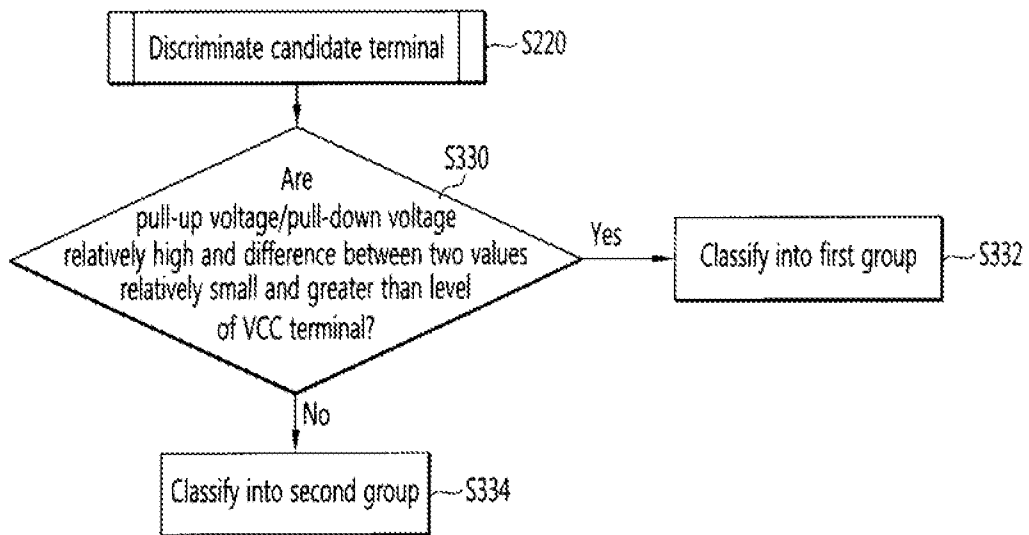 Discriminate candidate terminal
S220
S330
Are
pull-up voltage/pull-down voltage
relatively high and difference between two values
relatively small and greater than level
of VCC terminal?
Yes
Classify into first group
S332
No
Classify into second group
S334